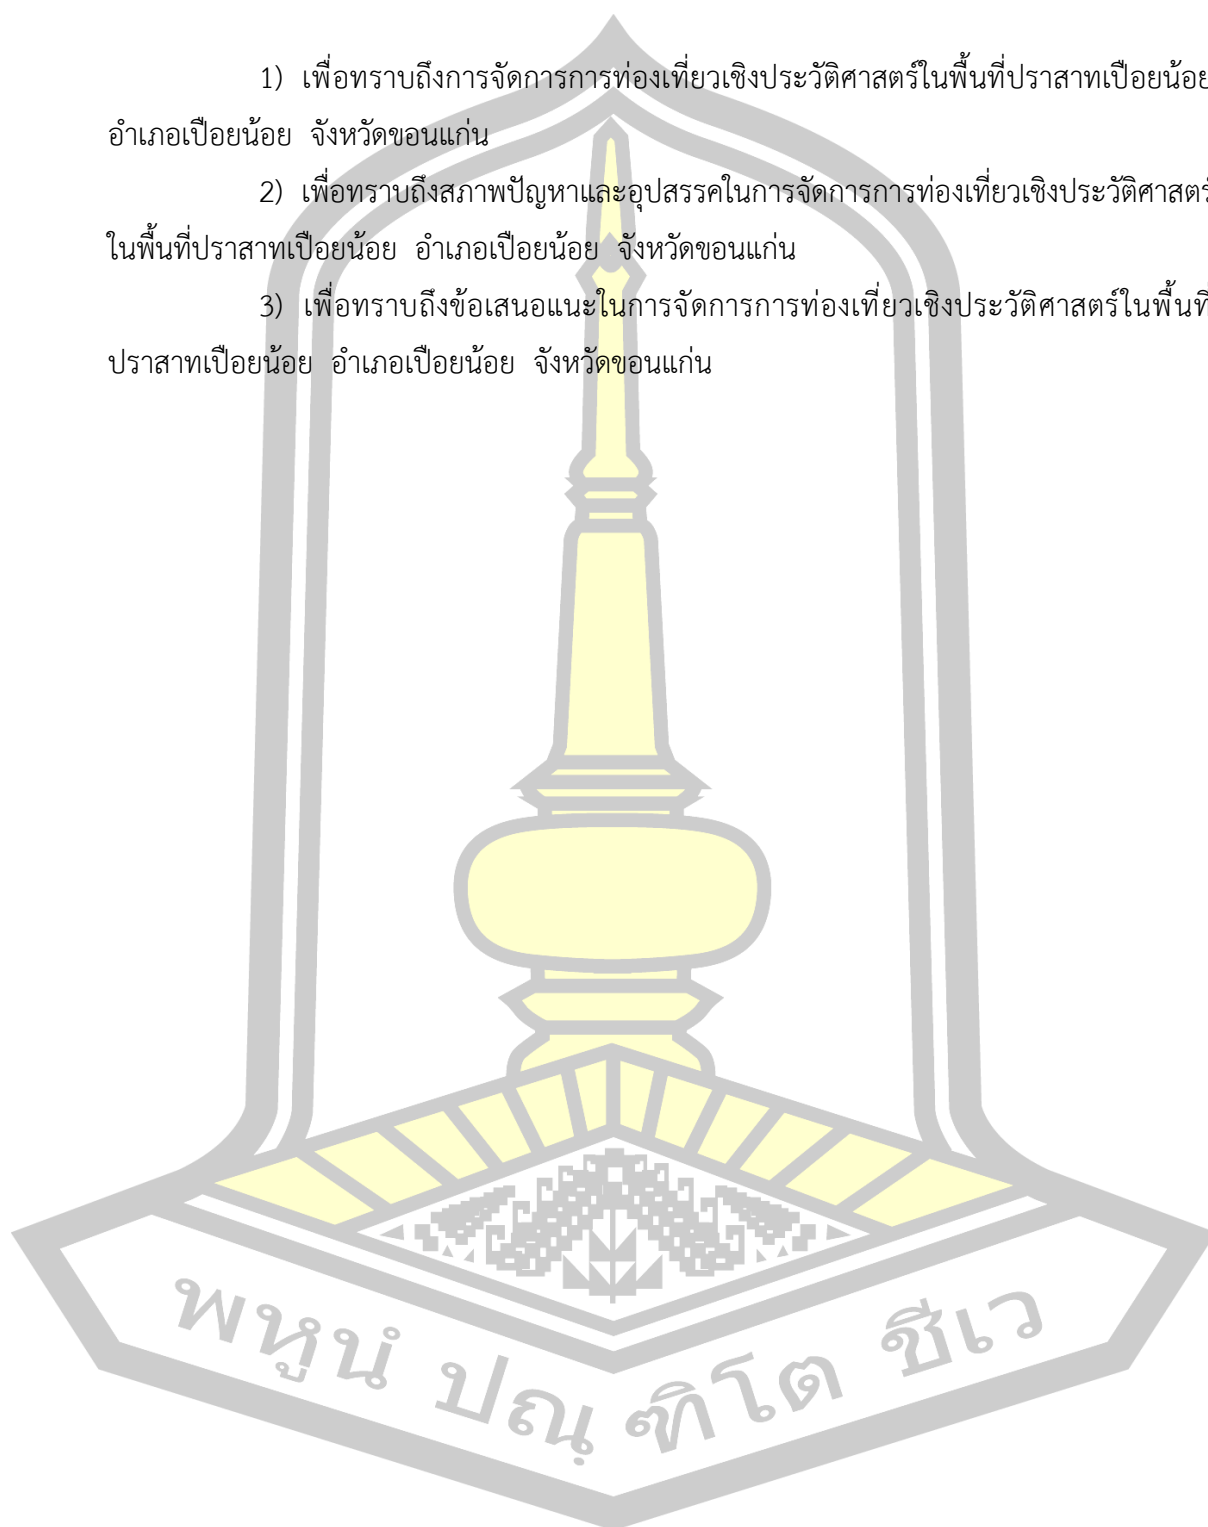 1) เพื่อทราบถึงการจัดการการท่องเที่ยวเชิงประวัติศาสตร์ในพื้นที่ปราสาทเปือยน้อย
อำเภอเปือยน้อย จังหวัดขอนแก่น
2) เพื่อทราบถึงสภาพปัญหาและอุปสรรคในการจัดการการท่องเที่ยวเชิงประวัติศาสตร์
ในพื้นที่ปราสาทเปือยน้อย อำเภอเปือยน้อย จังหวัดขอนแก่น
3) เพื่อทราบถึงข้อเสนอแนะในการจัดการการท่องเที่ยวเชิงประวัติศาสตร์ในพื้นที่
ปราสาทเปือยน้อย อำเภอเปือยน้อย จังหวัดขอนแก่น
พหูนํ ปณฺฑิโต ชีเว